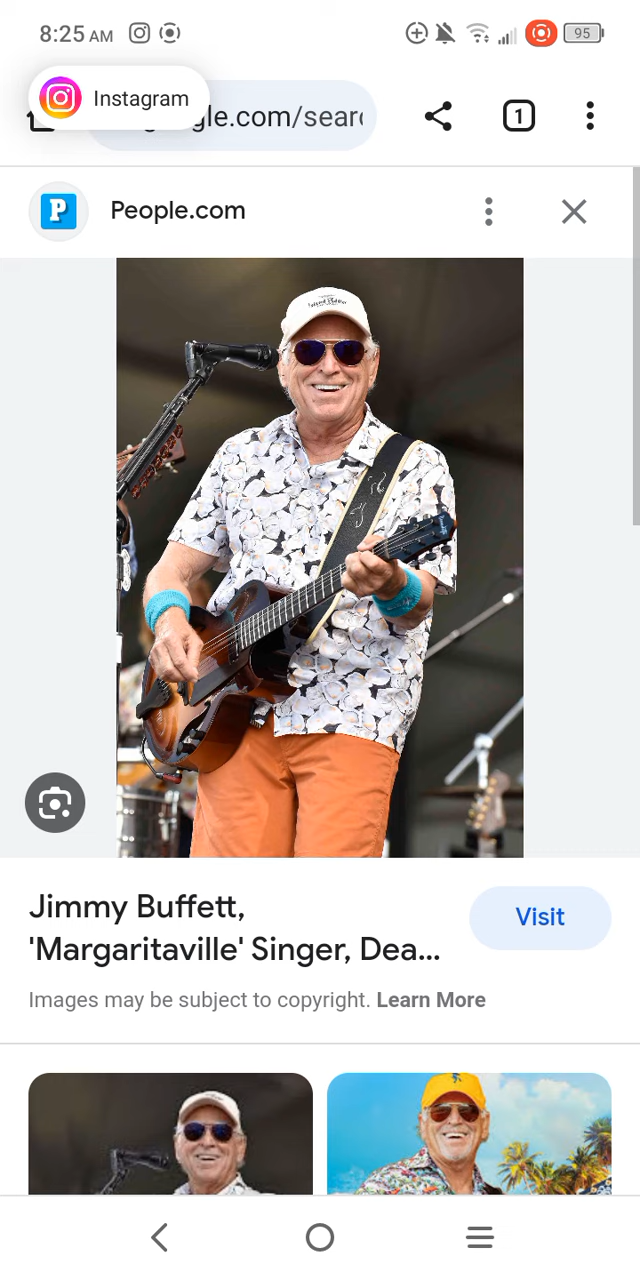 8:25 AM
95
Instagram
gle.com/sear
1
P People.com
Jimmy Buffett,
'Margaritaville' Singer, Dea...
Visit
Images may be subject to copyright. Learn More